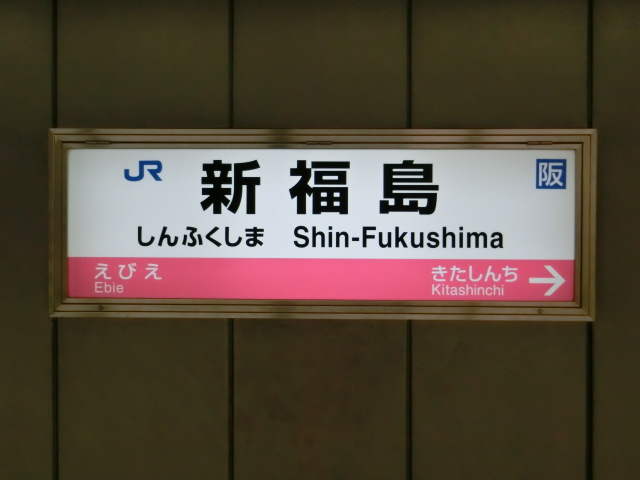 JR 新福島 阪
しんふくしま Shin-Fukushima
えびえ きたしんち →
Ebie Kitashinchi